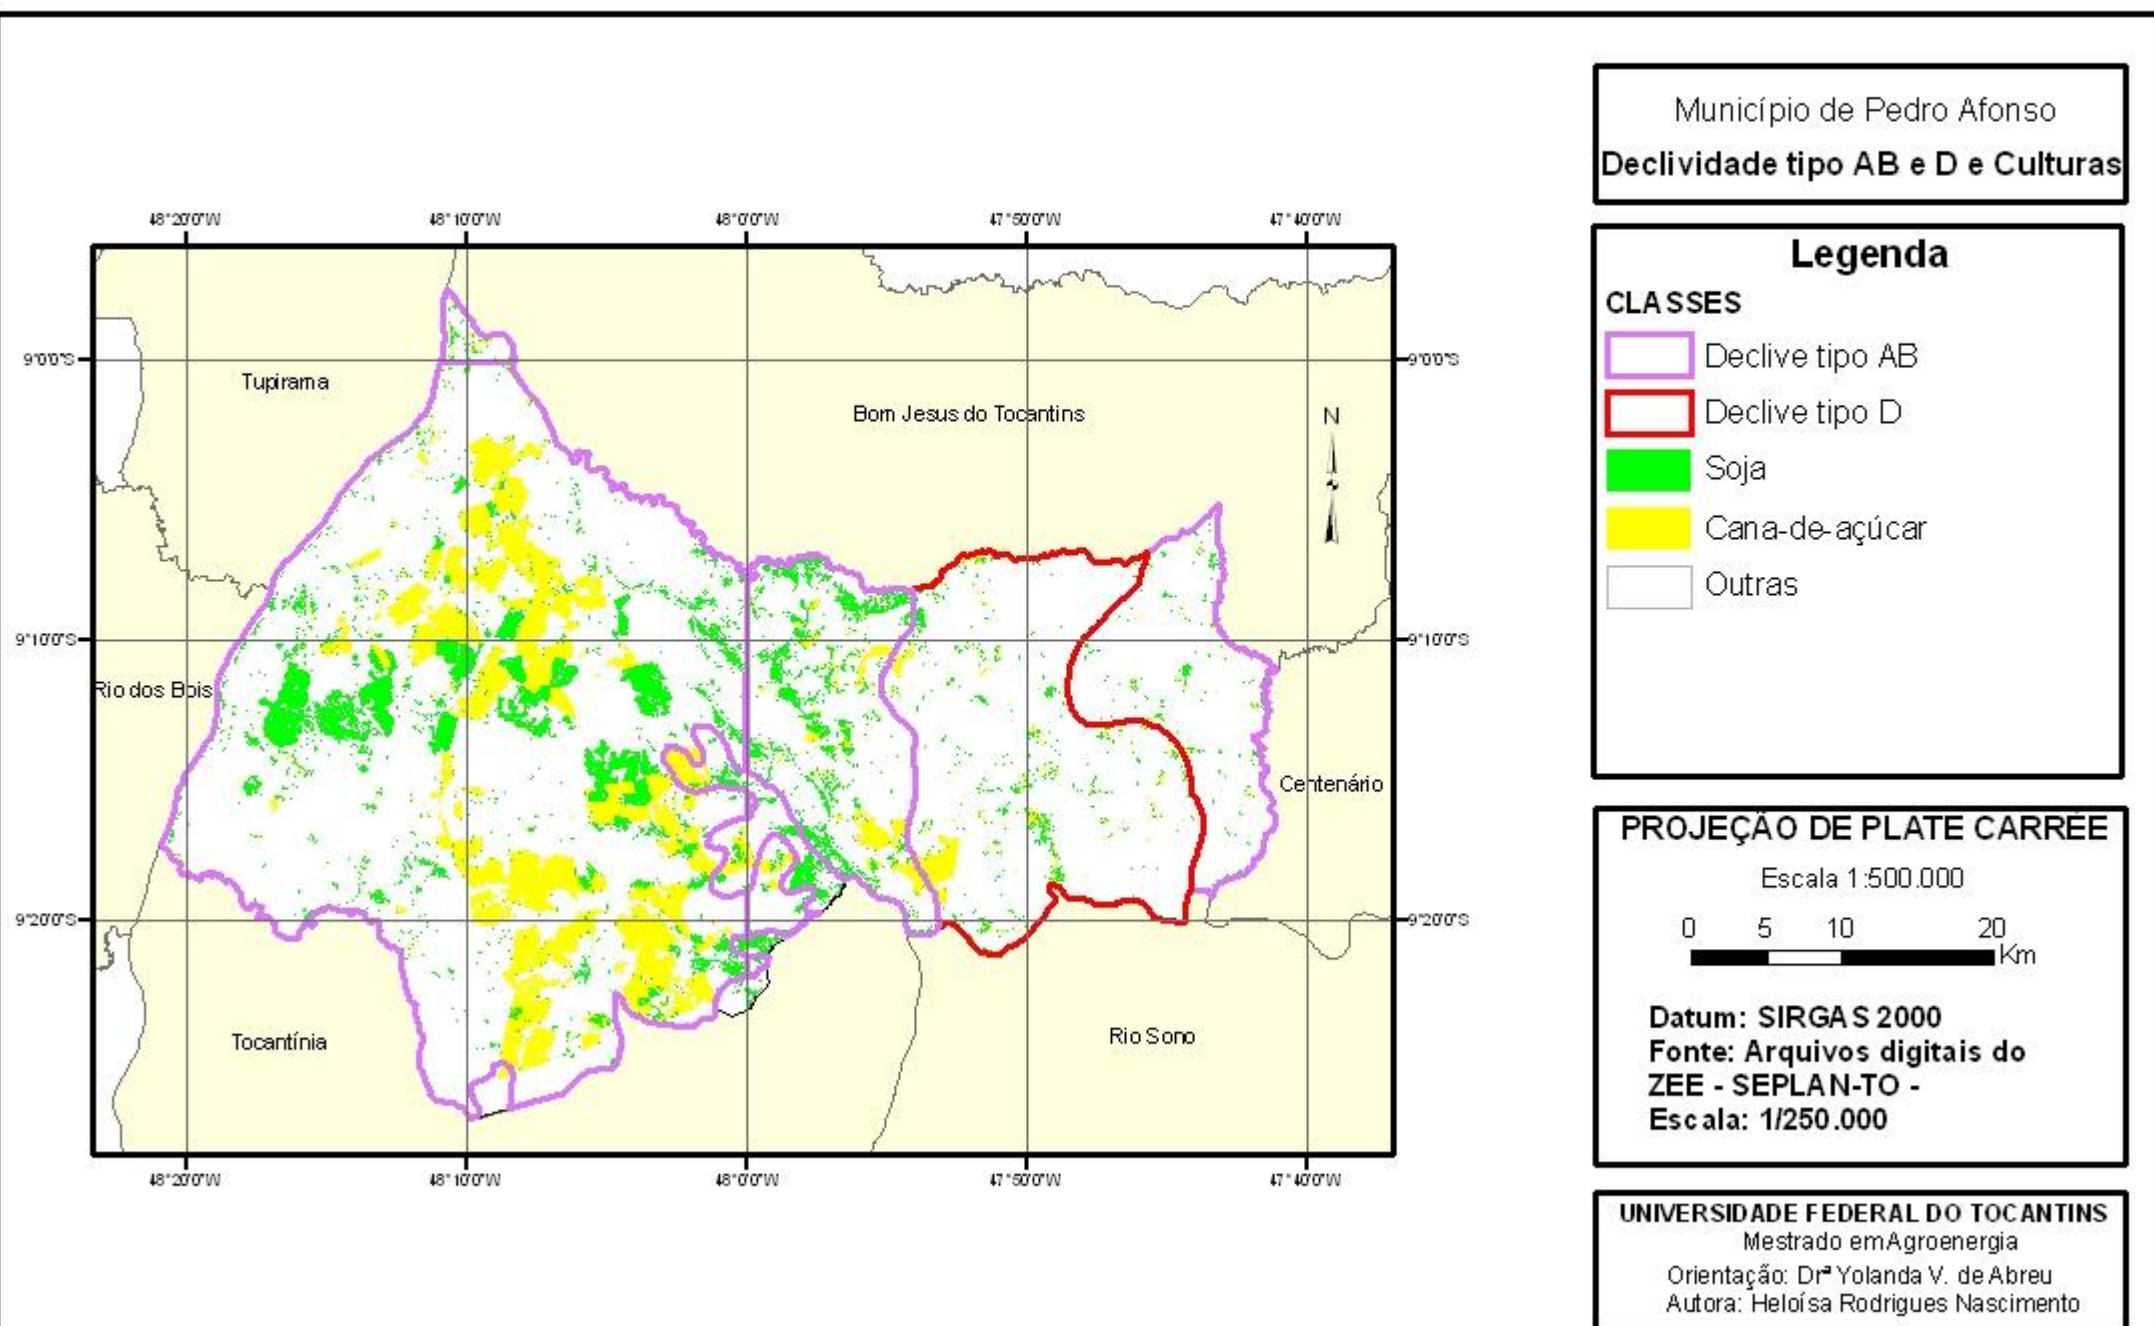 Município de Pedro Afonso
Declividade tipo AB e D e Culturas
48°20'0"W 48°10'0"W 48°0'0"W 47°50'0"W 47°40'0"W
9°0'0"S 9°0'0"S
Tupirama
Bom Jesus do Tocantins
N
9°10'0"S 9°10'0"S
Rio dos Bois
Centenário
9°20'0"S 9°20'0"S
Tocantínia
Rio Sono
48°20'0"W 48°10'0"W 48°0'0"W 47°50'0"W 47°40'0"W
Legenda
CLASSES
Declive tipo AB
Declive tipo D
Soja
Cana-de-açúcar
Outras
PROJEÇÃO DE PLATE CARRÉE
Escala 1:500.000
0 5 10 20
Km
Datum: SIRGAS 2000
Fonte: Arquivos digitais do
ZEE - SEPLAN-TO -
Escala: 1/250.000
UNIVERSIDADE FEDERAL DO TOCANTINS
Mestrado em Agroenergia
Orientação: Drª Yolanda V. de Abreu
Autora: Heloísa Rodrigues Nascimento